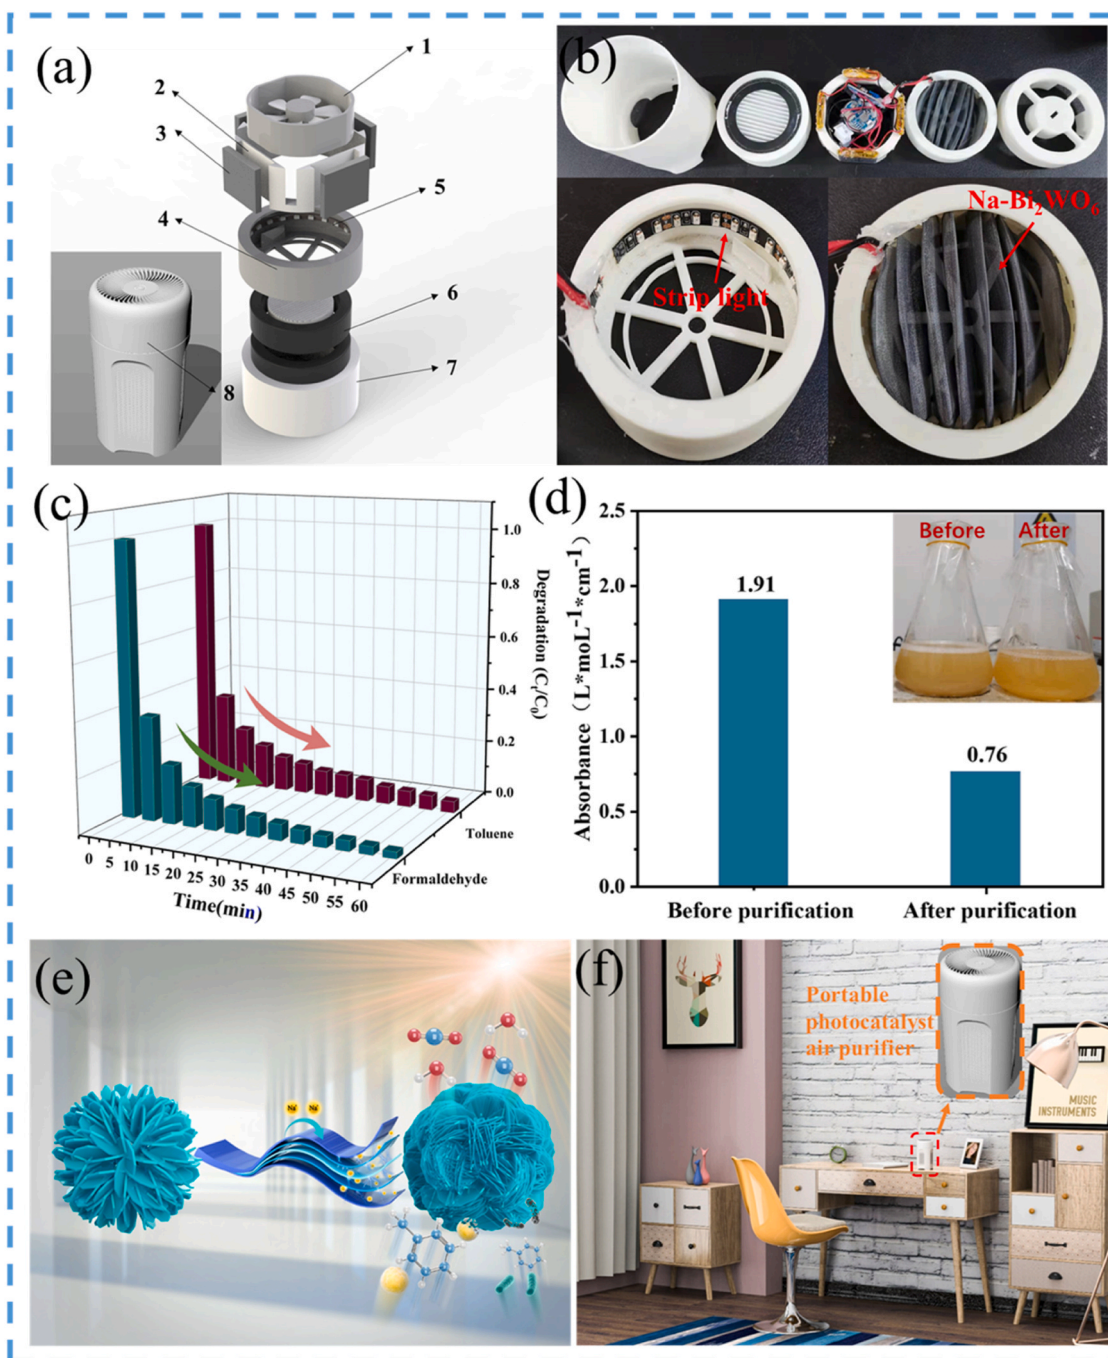 (a)
1
2
3
5
4
6
7
8
(b)
Na-Bi₂WO₆
Strip light
(c)
1.0
0.8
0.6
0.4
0.2
0.0
Degradation (Cₜ/C₀)
Toluene
Formaldehyde
0 5 10 15 20 25 30 35 40 45 50 55 60
Time(min)
(d)
2.5
2.0
1.5
1.0
0.5
0.0
Absorbance (L*moL⁻¹*cm⁻¹)
1.91
0.76
Before After
Before purification After purification
(e)
Na⁺ Na⁺
(f)
Portable
photocatalyst
air purifier
MUSIC
INSTRUMENTS